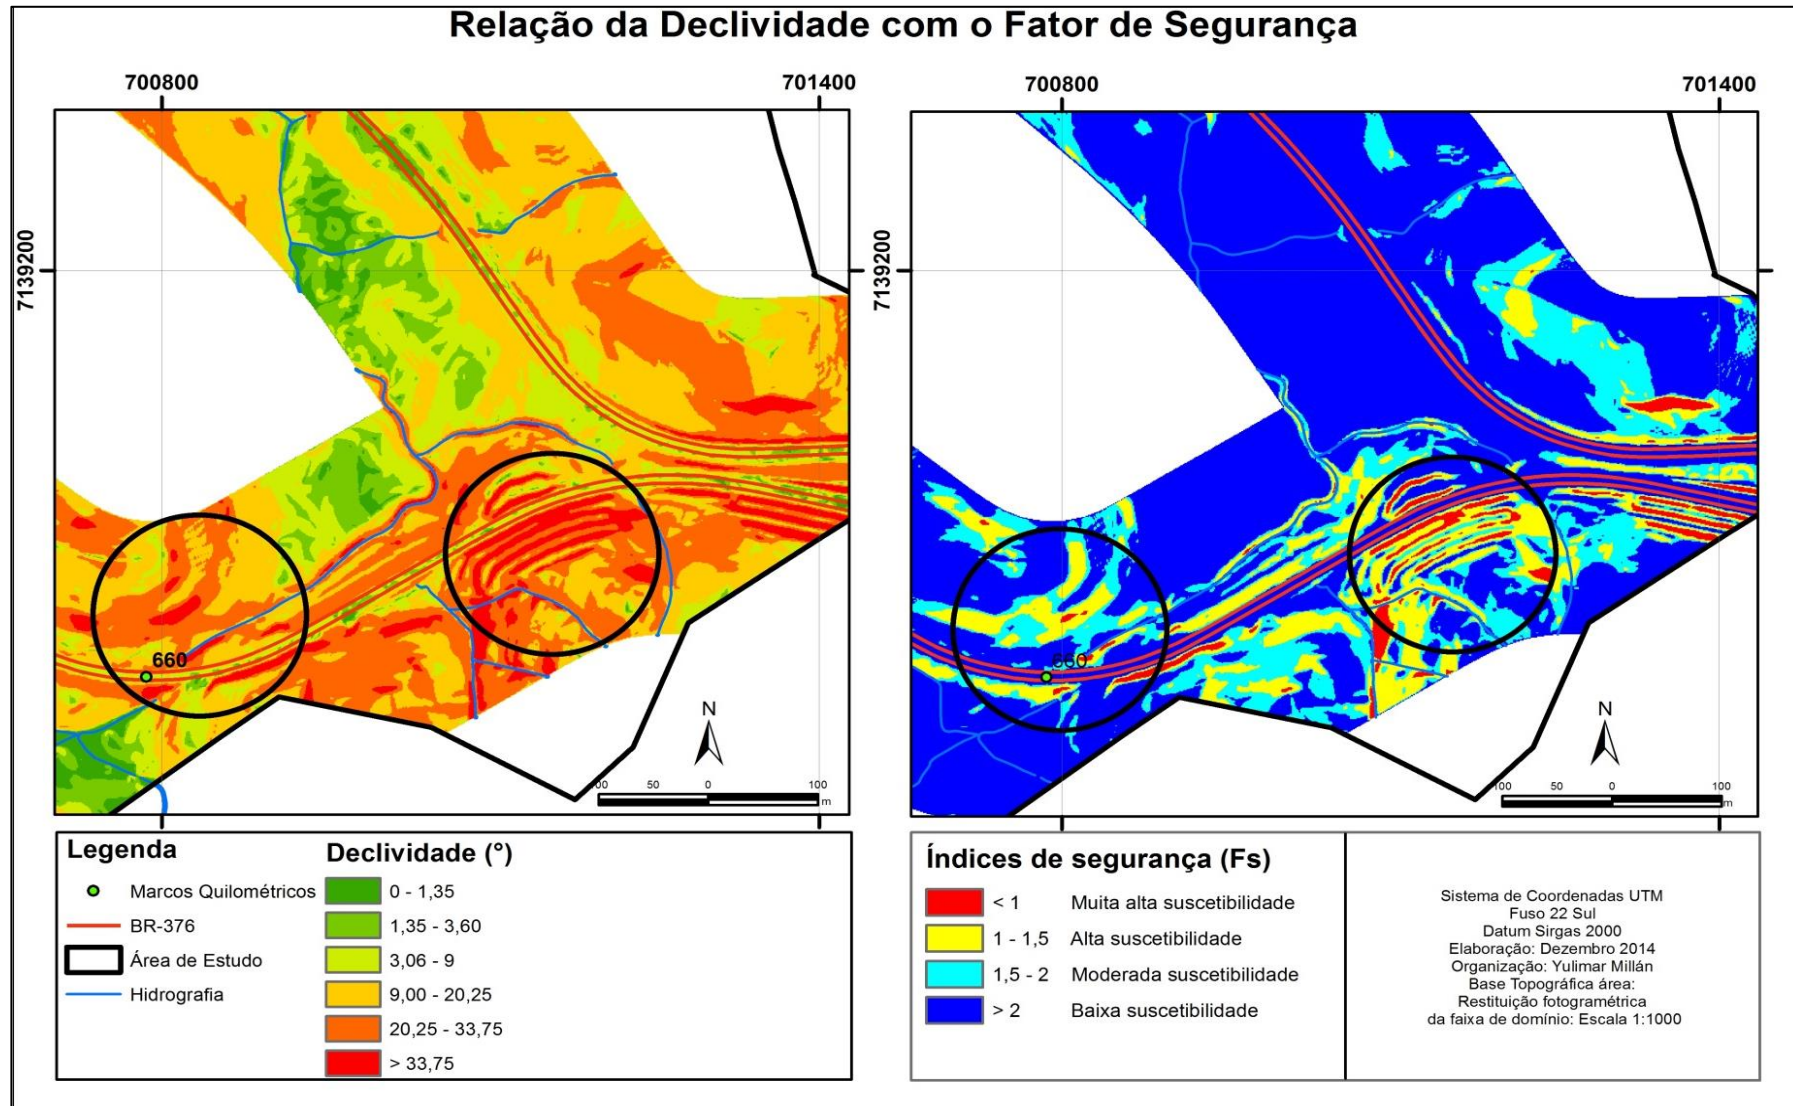 Relação da Declividade com o Fator de Segurança
700800
701400
7139200
660
N
00 50 0 100
m
700800
701400
7139200
660
N
100 50 0 100
m
Legenda
Marcos Quilométricos
BR-376
Área de Estudo
Hidrografia
Declividade (°)
0 - 1,35
1,35 - 3,60
3,06 - 9
9,00 - 20,25
20,25 - 33,75
> 33,75
Índices de segurança (Fs)
< 1 Muita alta suscetibilidade
1 - 1,5 Alta suscetibilidade
1,5 - 2 Moderada suscetibilidade
> 2 Baixa suscetibilidade
Sistema de Coordenadas UTM
Fuso 22 Sul
Datum Sirgas 2000
Elaboração: Dezembro 2014
Organização: Yulimar Millán
Base Topográfica área:
Restituição fotogramétrica
da faixa de domínio: Escala 1:1000